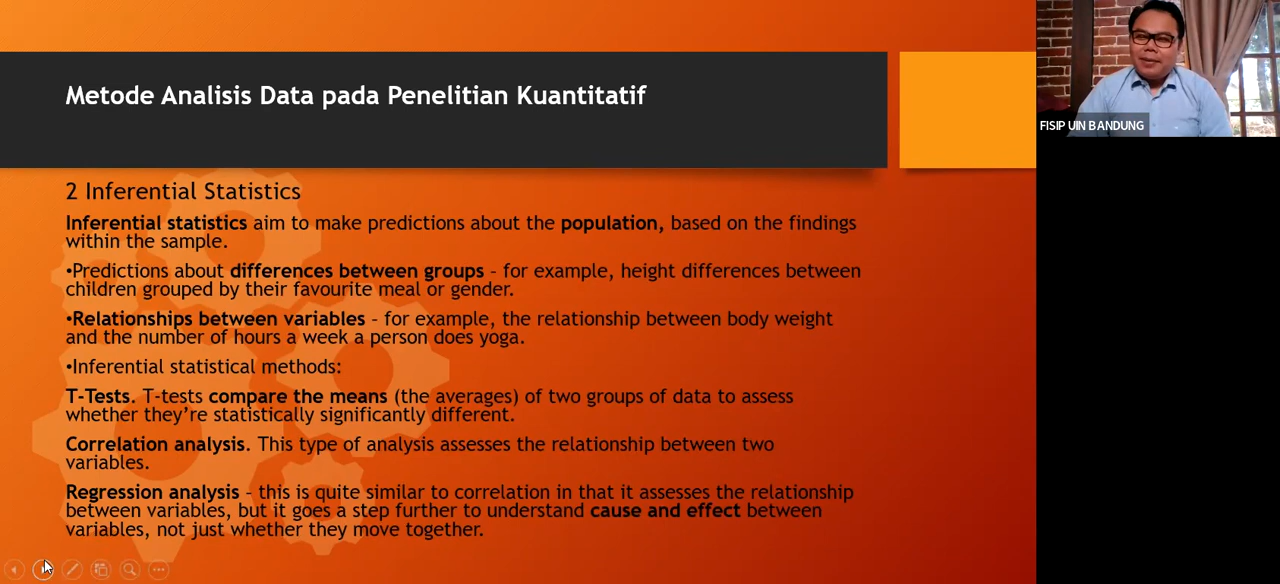 Metode Analisis Data pada Penelitian Kuantitatif
FISIP UIN BANDUNG
2 Inferential Statistics
Inferential statistics aim to make predictions about the population, based on the findings
within the sample.
•Predictions about differences between groups – for example, height differences between
children grouped by their favourite meal or gender.
•Relationships between variables – for example, the relationship between body weight
and the number of hours a week a person does yoga.
•Inferential statistical methods:
T-Tests. T-tests compare the means (the averages) of two groups of data to assess
whether they’re statistically significantly different.
Correlation analysis. This type of analysis assesses the relationship between two
variables.
Regression analysis – this is quite similar to correlation in that it assesses the relationship
between variables, but it goes a step further to understand cause and effect between
variables, not just whether they move together.